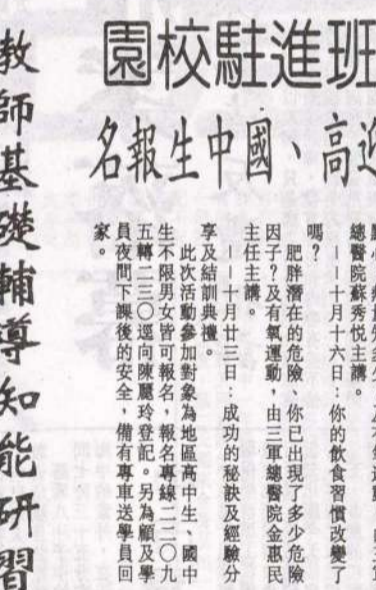 班進駐校園
迎高、國中生報名
總醫院蘇秀悅主講。
——十月十六日：你的飲食習慣改變了
嗎？
肥胖潛在的危險、你已出現了多少危險
因子？及有氧運動，由三軍總醫院金惠民
主任主講。
——十月廿三日：成功的秘訣及經驗分
享及結訓典禮。
此次活動參加對象為地區高中生、國中
生不限男女皆可報名，報名專線二二〇九
五轉二三〇逕向陳麗玲登記。另為顧及學
員夜間下課後的安全，備有專車送學員回
家。
教師基礎輔導知能研習